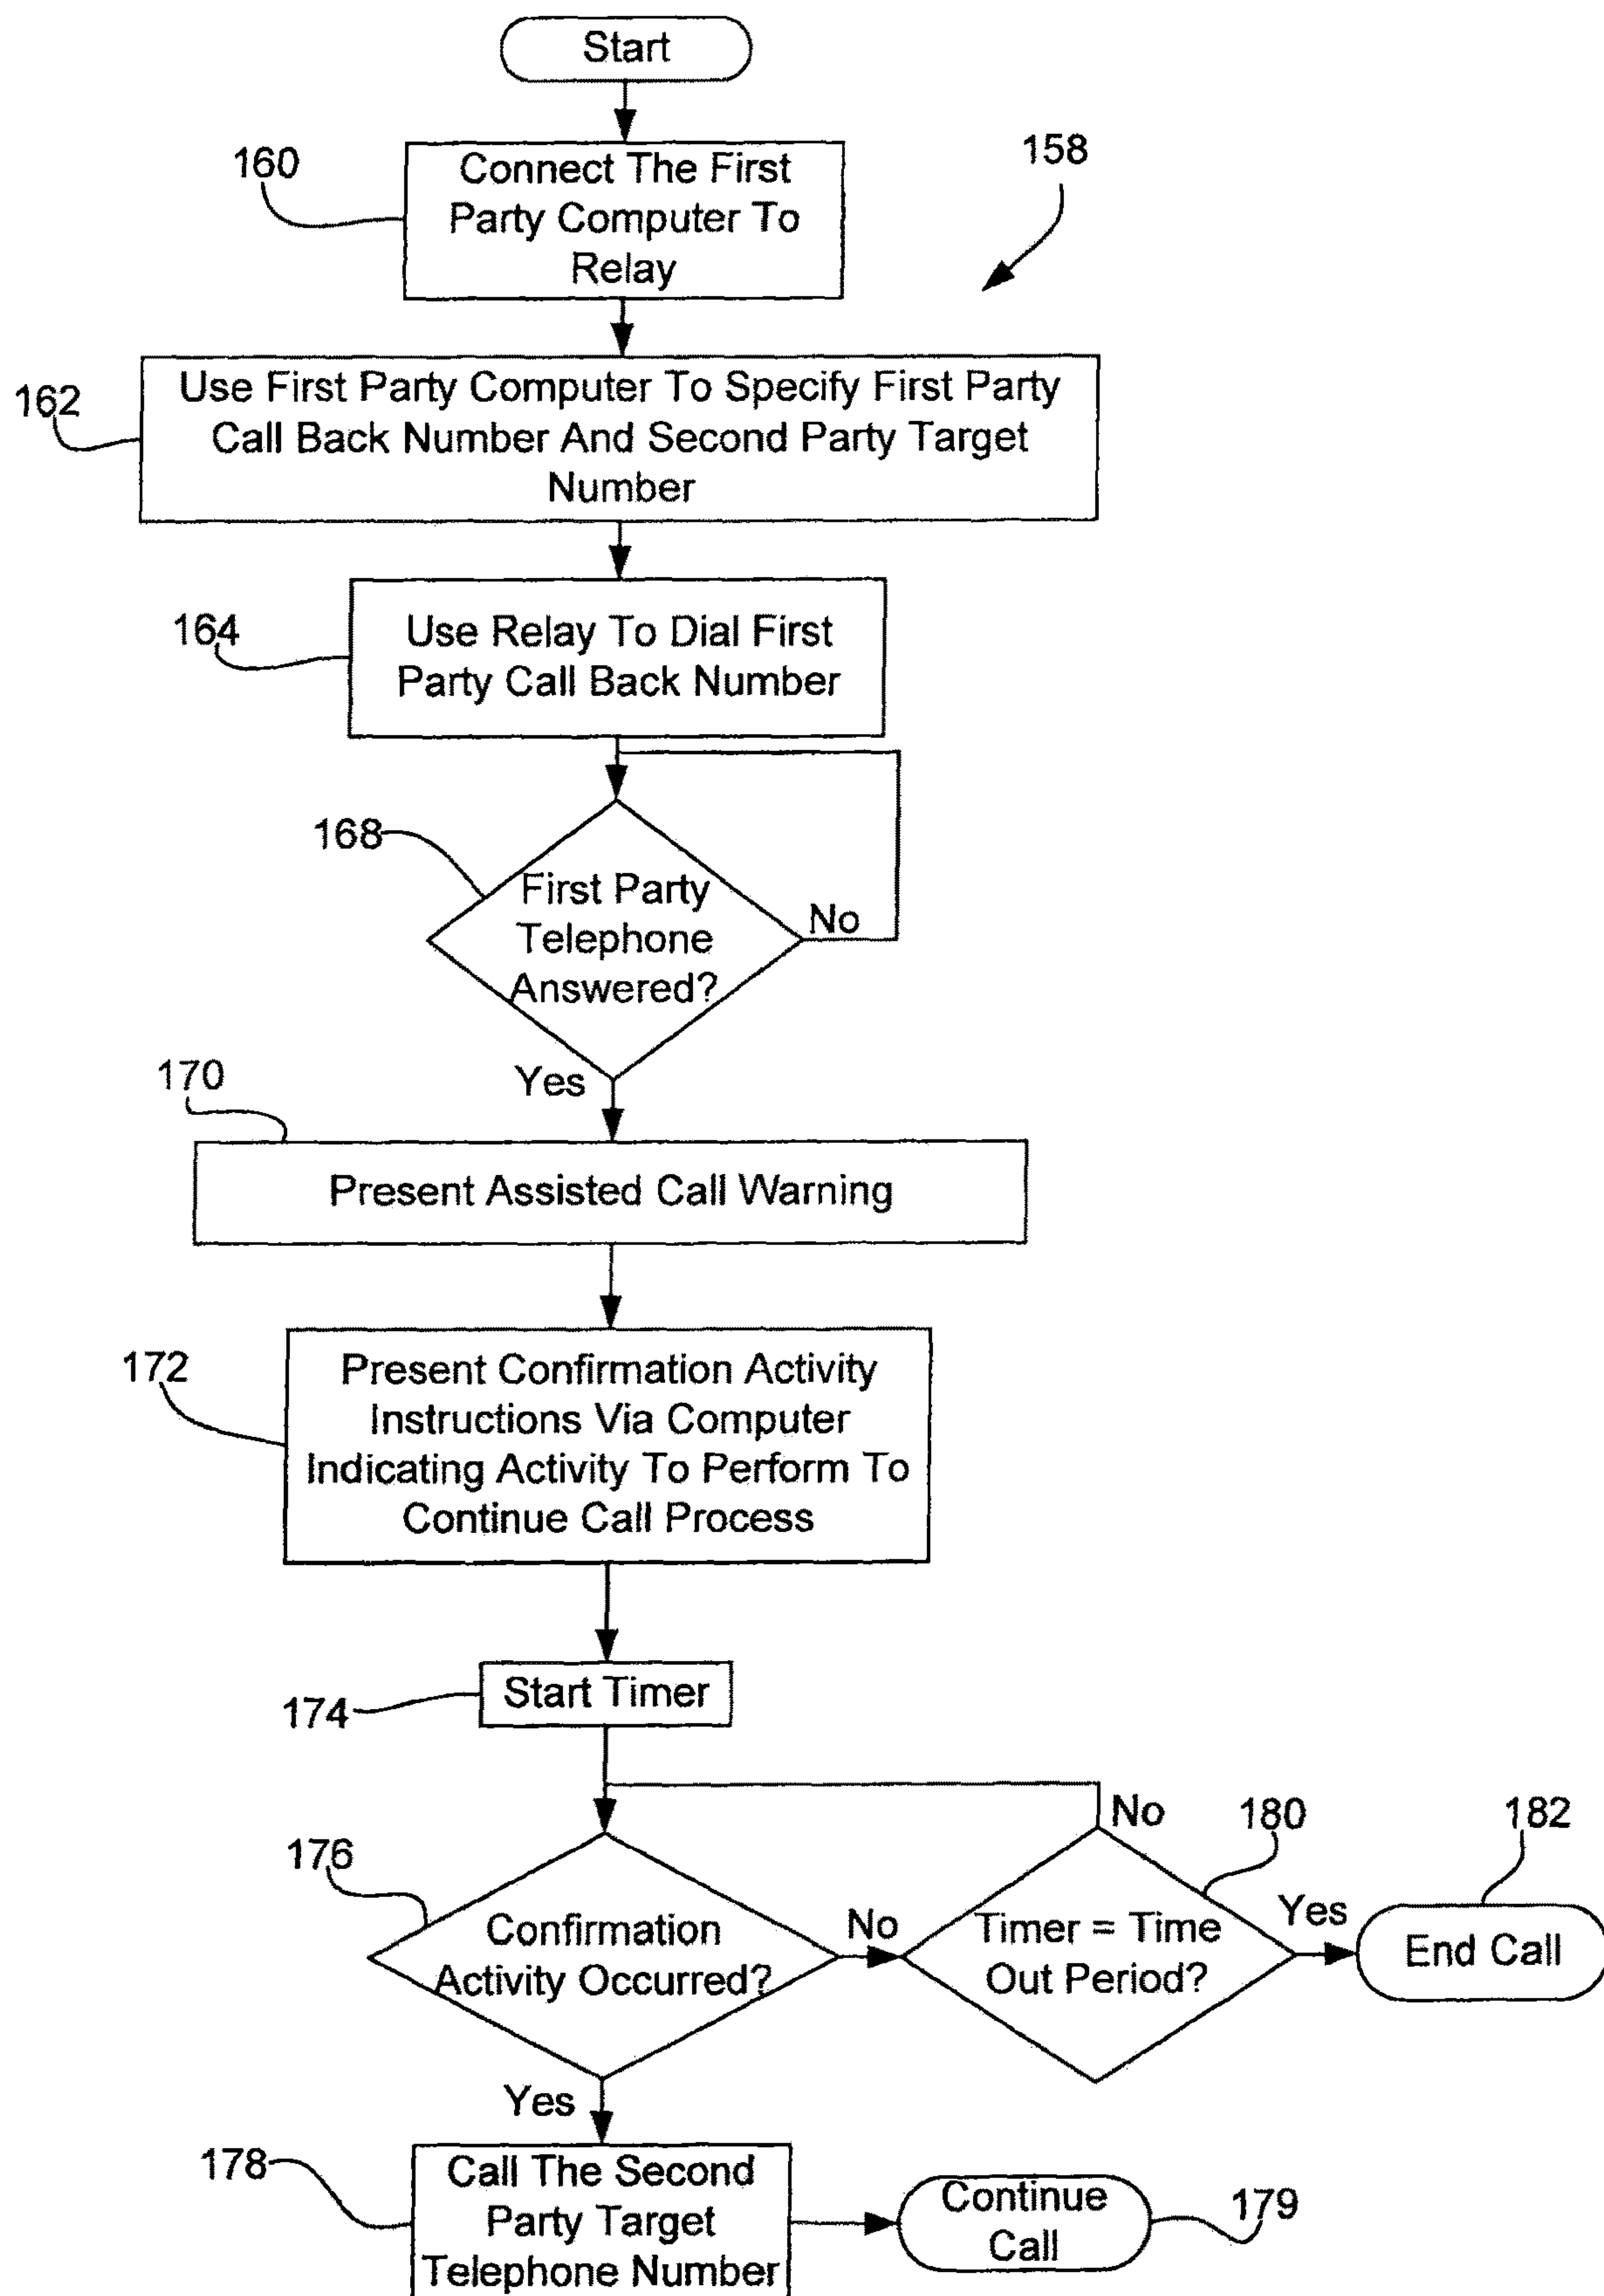 Start
160
Connect The First
Party Computer To
Relay
158
162
Use First Party Computer To Specify First Party
Call Back Number And Second Party Target
Number
164
Use Relay To Dial First
Party Call Back Number
168
First Party
Telephone
Answered?
No
Yes
170
Present Assisted Call Warning
172
Present Confirmation Activity
Instructions Via Computer
Indicating Activity To Perform To
Continue Call Process
174
Start Timer
176
Confirmation
Activity Occurred?
No
No
180
Timer = Time
Out Period?
Yes
182
End Call
Yes
178
Call The Second
Party Target
Telephone Number
Continue
Call
179